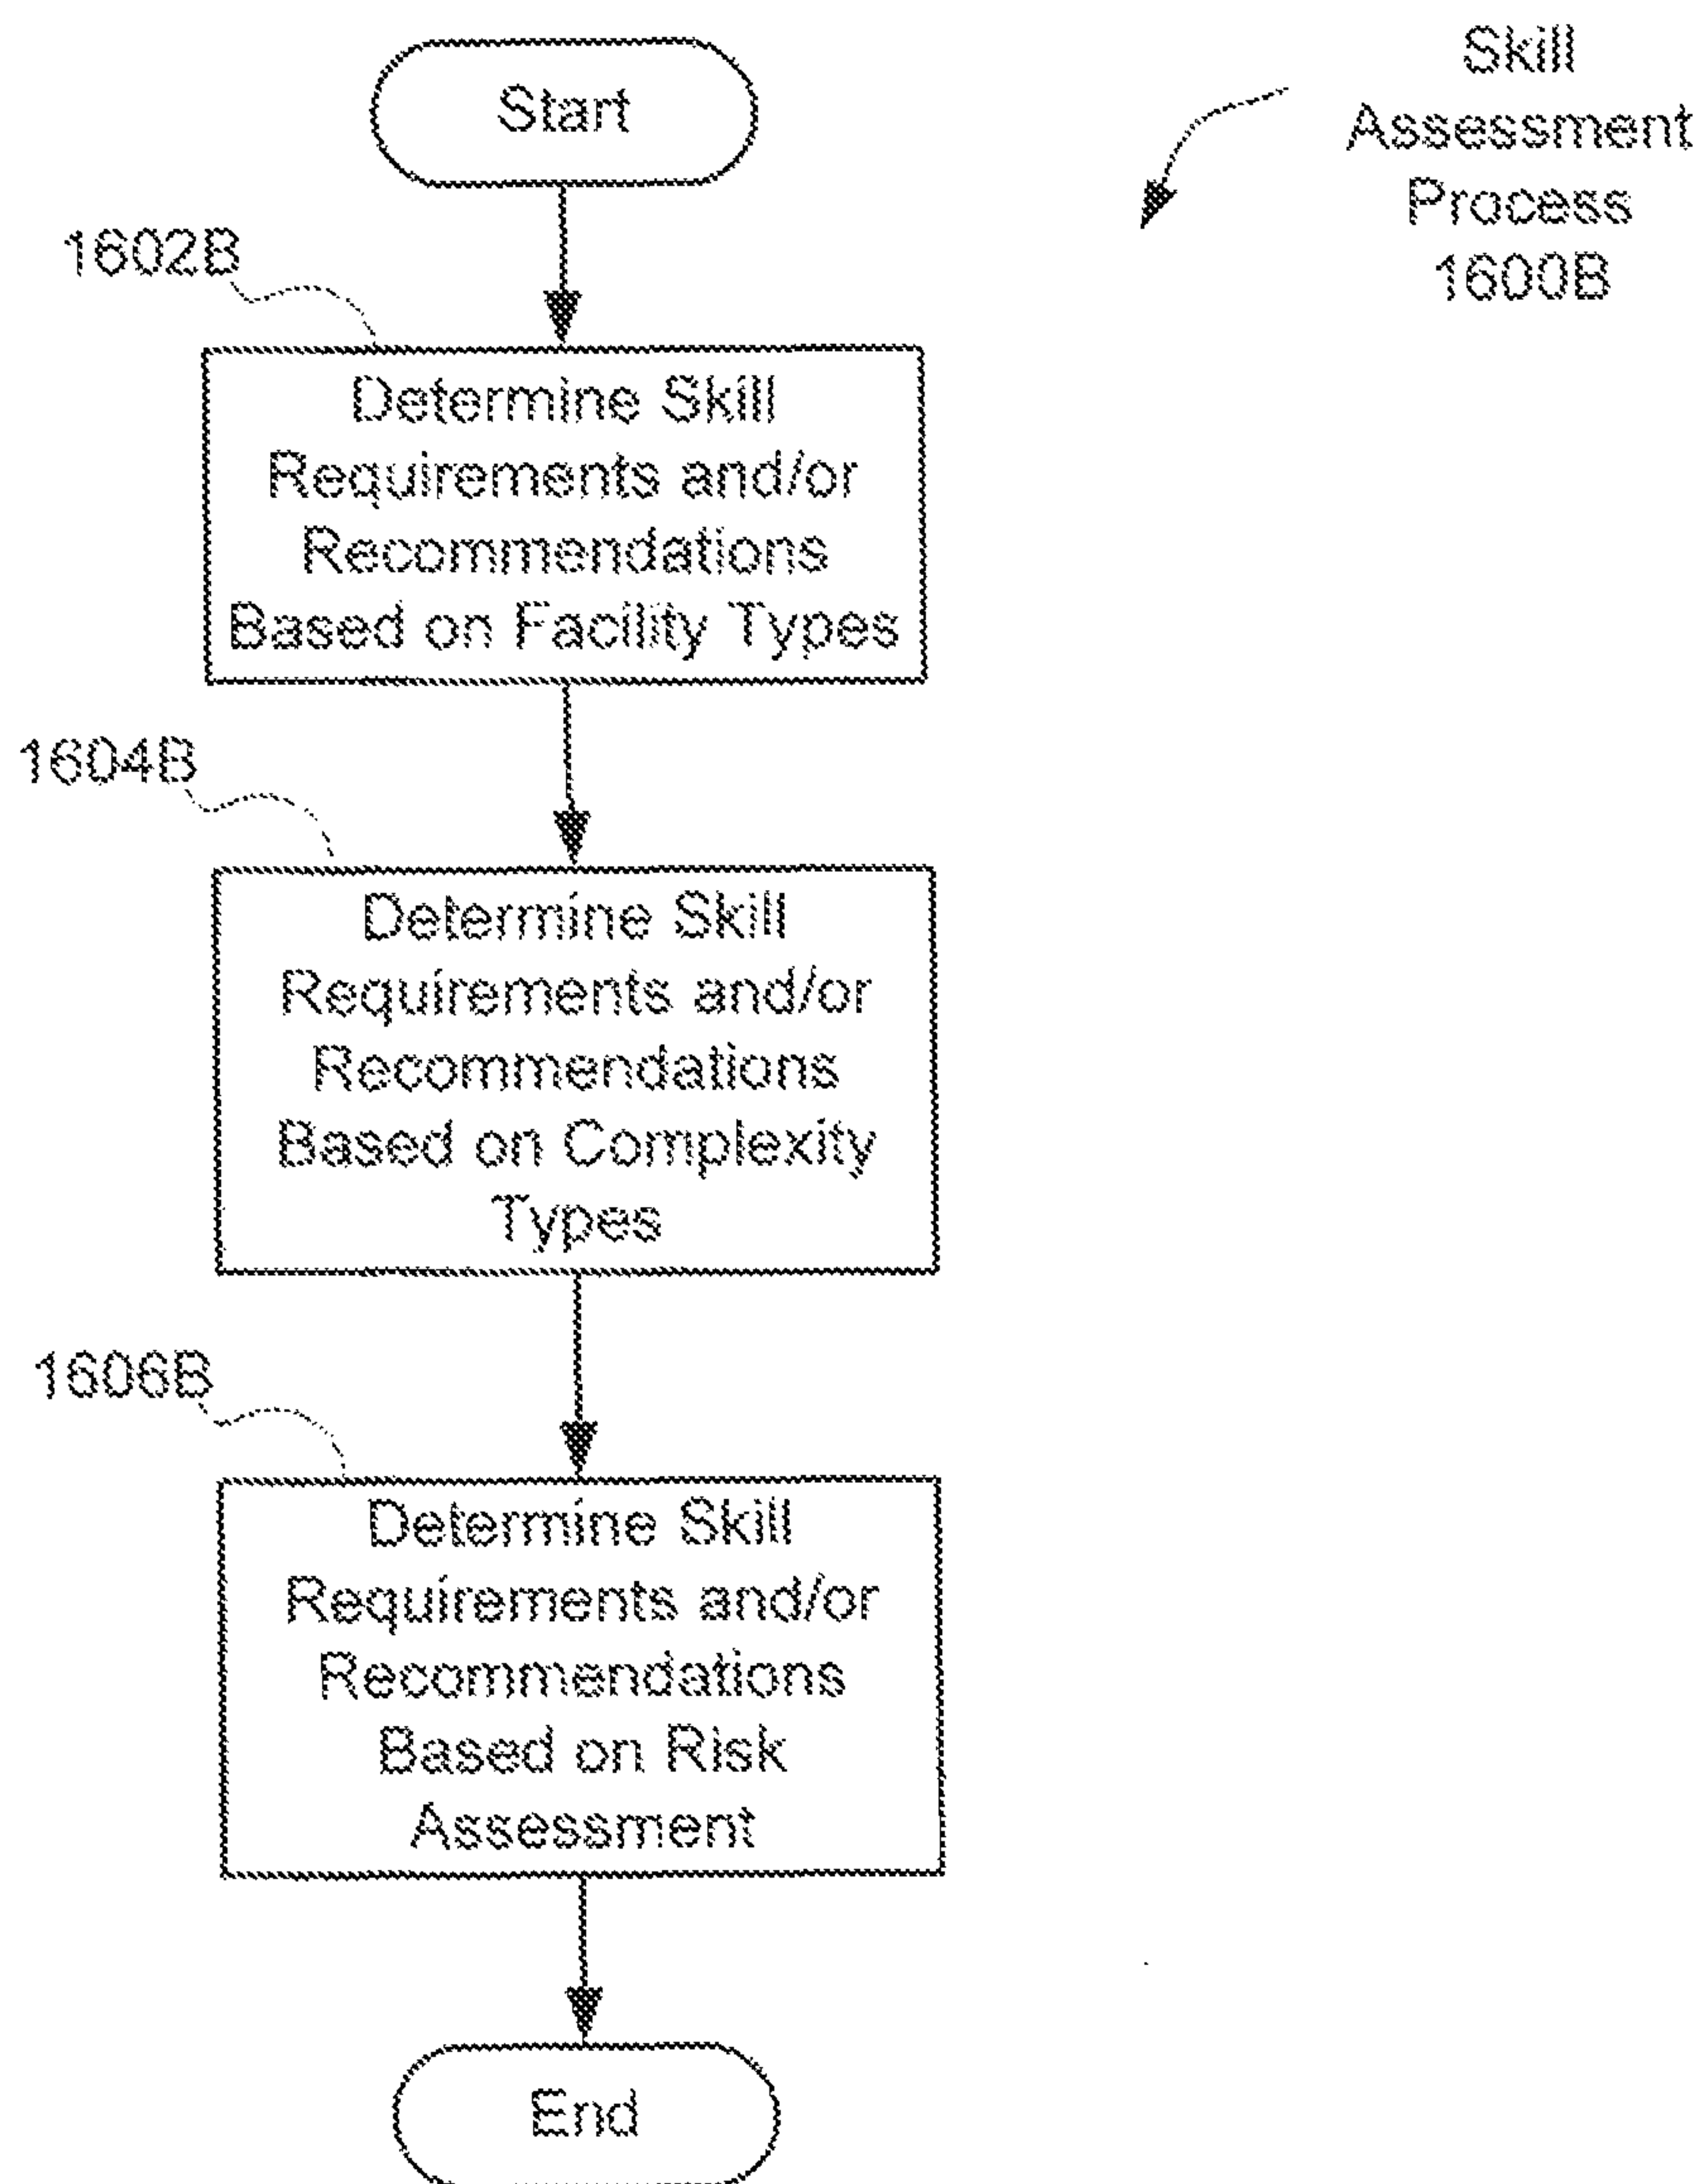 Start
Skill
Assessment
Process
1600B
1602B
Determine Skill
Requirements and/or
Recommendations
Based on Facility Types
1604B
Determine Skill
Requirements and/or
Recommendations
Based on Complexity
Types
1606B
Determine Skill
Requirements and/or
Recommendations
Based on Risk
Assessment
End